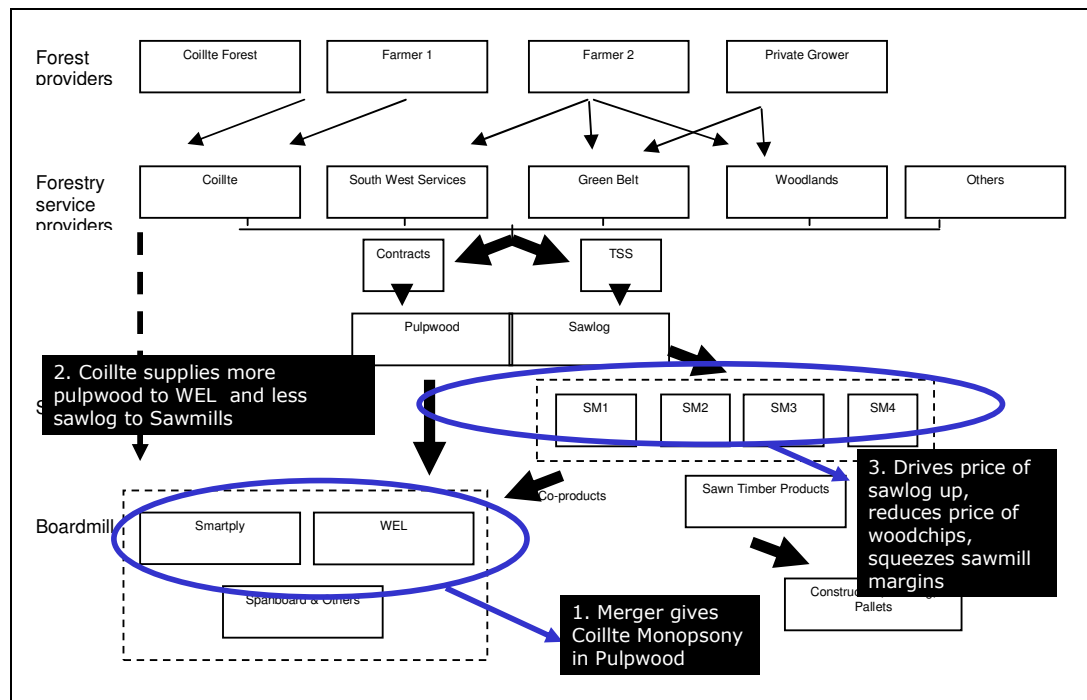 Forest
providers
Coillte Forest
Farmer 1
Farmer 2
Private Grower
Forestry
service
providers
Coillte
South West Services
Green Belt
Woodlands
Others
Contracts
TSS
Pulpwood
Sawlog
2. Coillte supplies more
pulpwood to WEL and less
sawlog to Sawmills
S
SM1
SM2
SM3
SM4
3. Drives price of
sawlog up,
reduces price of
woodchips,
squeezes sawmill
margins
Co-products
Sawn Timber Products
Boardmill
Smartply
WEL
Spanboard & Others
1. Merger gives
Coillte Monopsony
in Pulpwood
Pallets